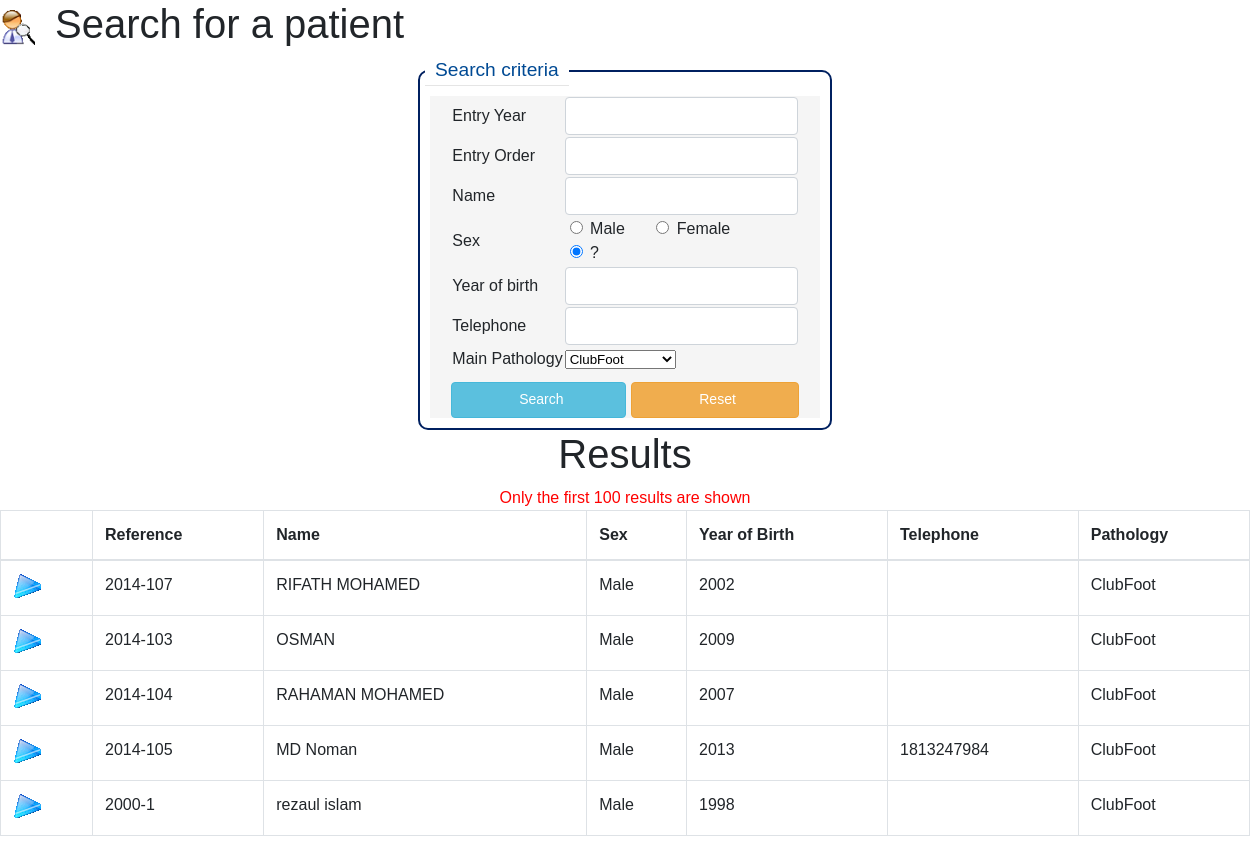 Search for a patient
Search criteria
Entry Year
Entry Order
Name
Sex
Male Female
?
Year of birth
Telephone
Main Pathology ClubFoot
Search Reset
Results
Only the first 100 results are shown
Reference Name Sex Year of Birth Telephone Pathology
2014-107 RIFATH MOHAMED Male 2002 ClubFoot
2014-103 OSMAN Male 2009 ClubFoot
2014-104 RAHAMAN MOHAMED Male 2007 ClubFoot
2014-105 MD Noman Male 2013 1813247984 ClubFoot
2000-1 rezaul islam Male 1998 ClubFoot